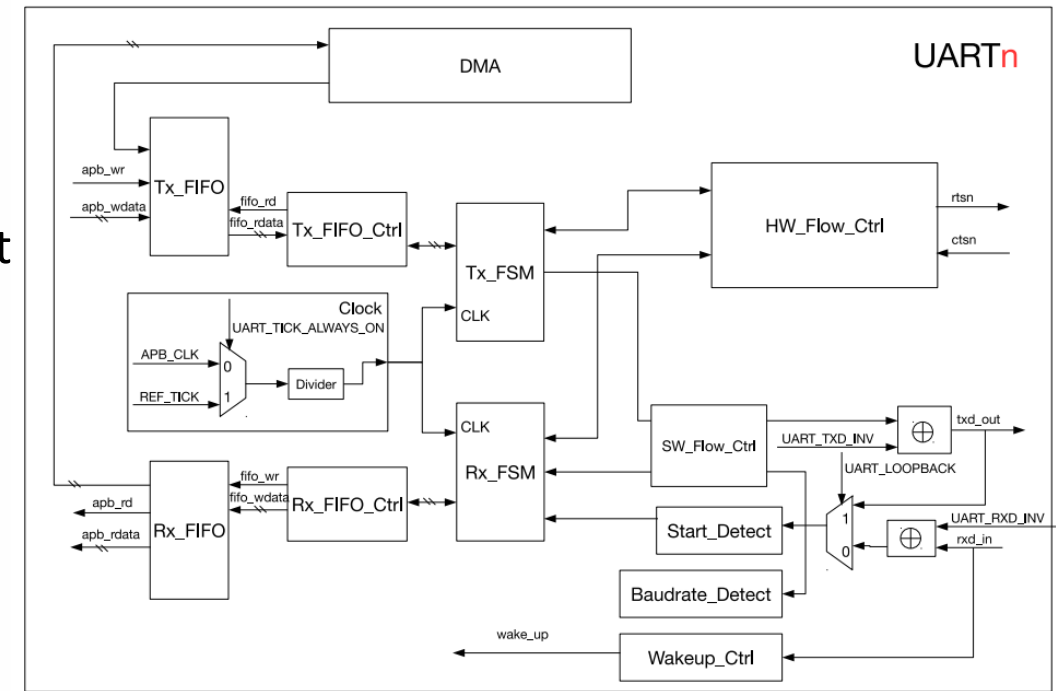 DMA
UARTn
apb_wr
Tx_FIFO
apb_wdata
fifo_rd
fifo_rdata
Tx_FIFO_Ctrl
Tx_FSM
CLK
HW_Flow_Ctrl
rtsn
ctsn
t
Clock
UART_TICK_ALWAYS_ON
APB_CLK
0
REF_TICK
1
Divider
CLK
Rx_FSM
SW_Flow_Ctrl
UART_TXD_INV
txd_out
UART_LOOPBACK
1
0
UART_RXD_INV
rxd_in
apb_rd
apb_rdata
Rx_FIFO
fifo_wr
fifo_wdata
Rx_FIFO_Ctrl
Start_Detect
Baudrate_Detect
wake_up
Wakeup_Ctrl